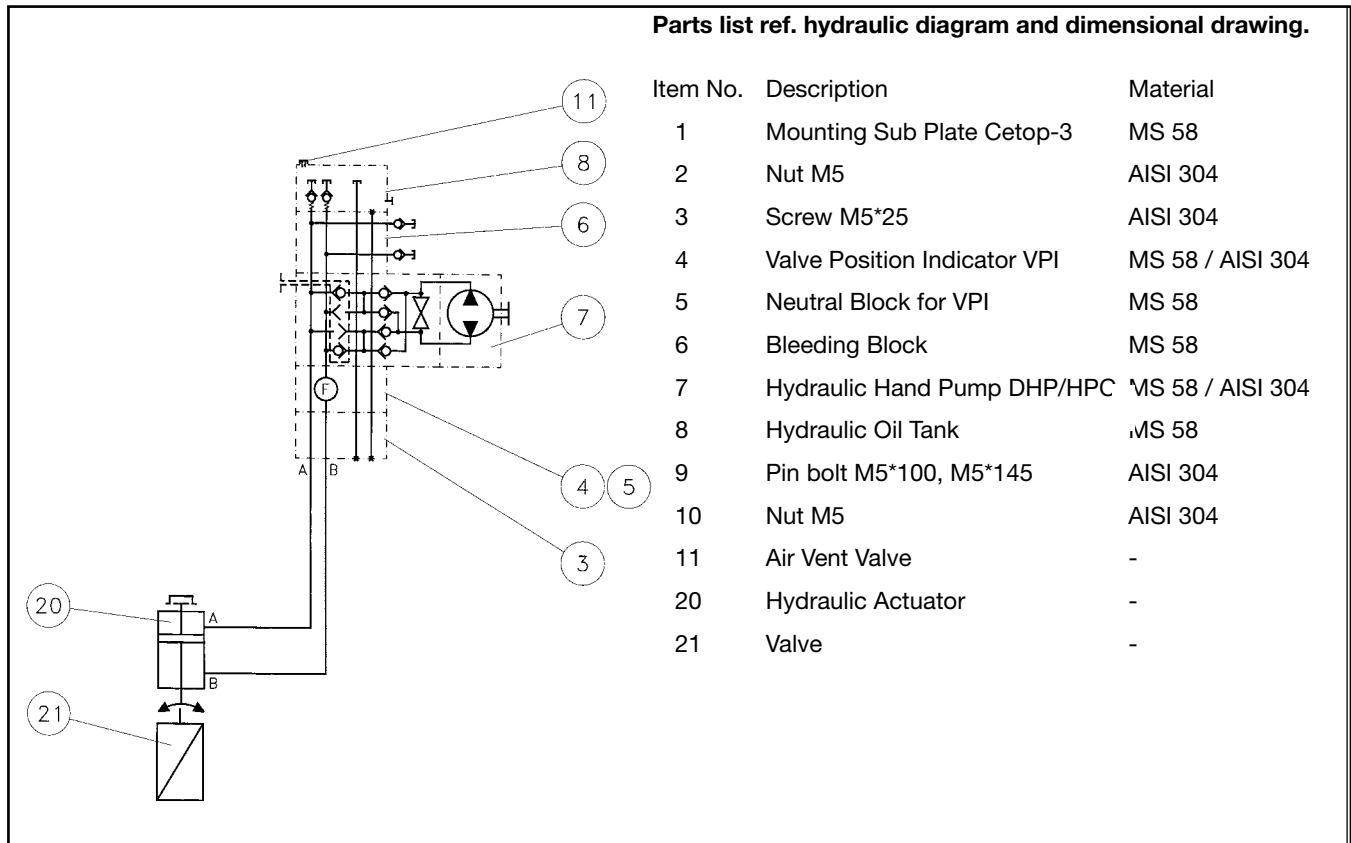 Parts list ref. hydraulic diagram and dimensional drawing.
Item No. Description Material
1 Mounting Sub Plate Cetop-3 MS 58
2 Nut M5 AISI 304
3 Screw M5*25 AISI 304
4 Valve Position Indicator VPI MS 58 / AISI 304
5 Neutral Block for VPI MS 58
6 Bleeding Block MS 58
7 Hydraulic Hand Pump DHP/HPC MS 58 / AISI 304
8 Hydraulic Oil Tank MS 58
9 Pin bolt M5*100, M5*145 AISI 304
10 Nut M5 AISI 304
11 Air Vent Valve -
20 Hydraulic Actuator -
21 Valve -
11
8
6
7
F
A B
4 5
3
20
A
B
21